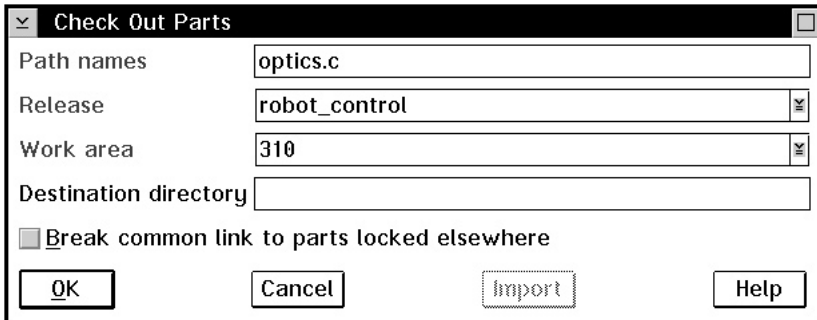 Check Out Parts
Path names optics.c
Release robot_control
Work area 310
Destination directory
Break common link to parts locked elsewhere
OK Cancel Import Help